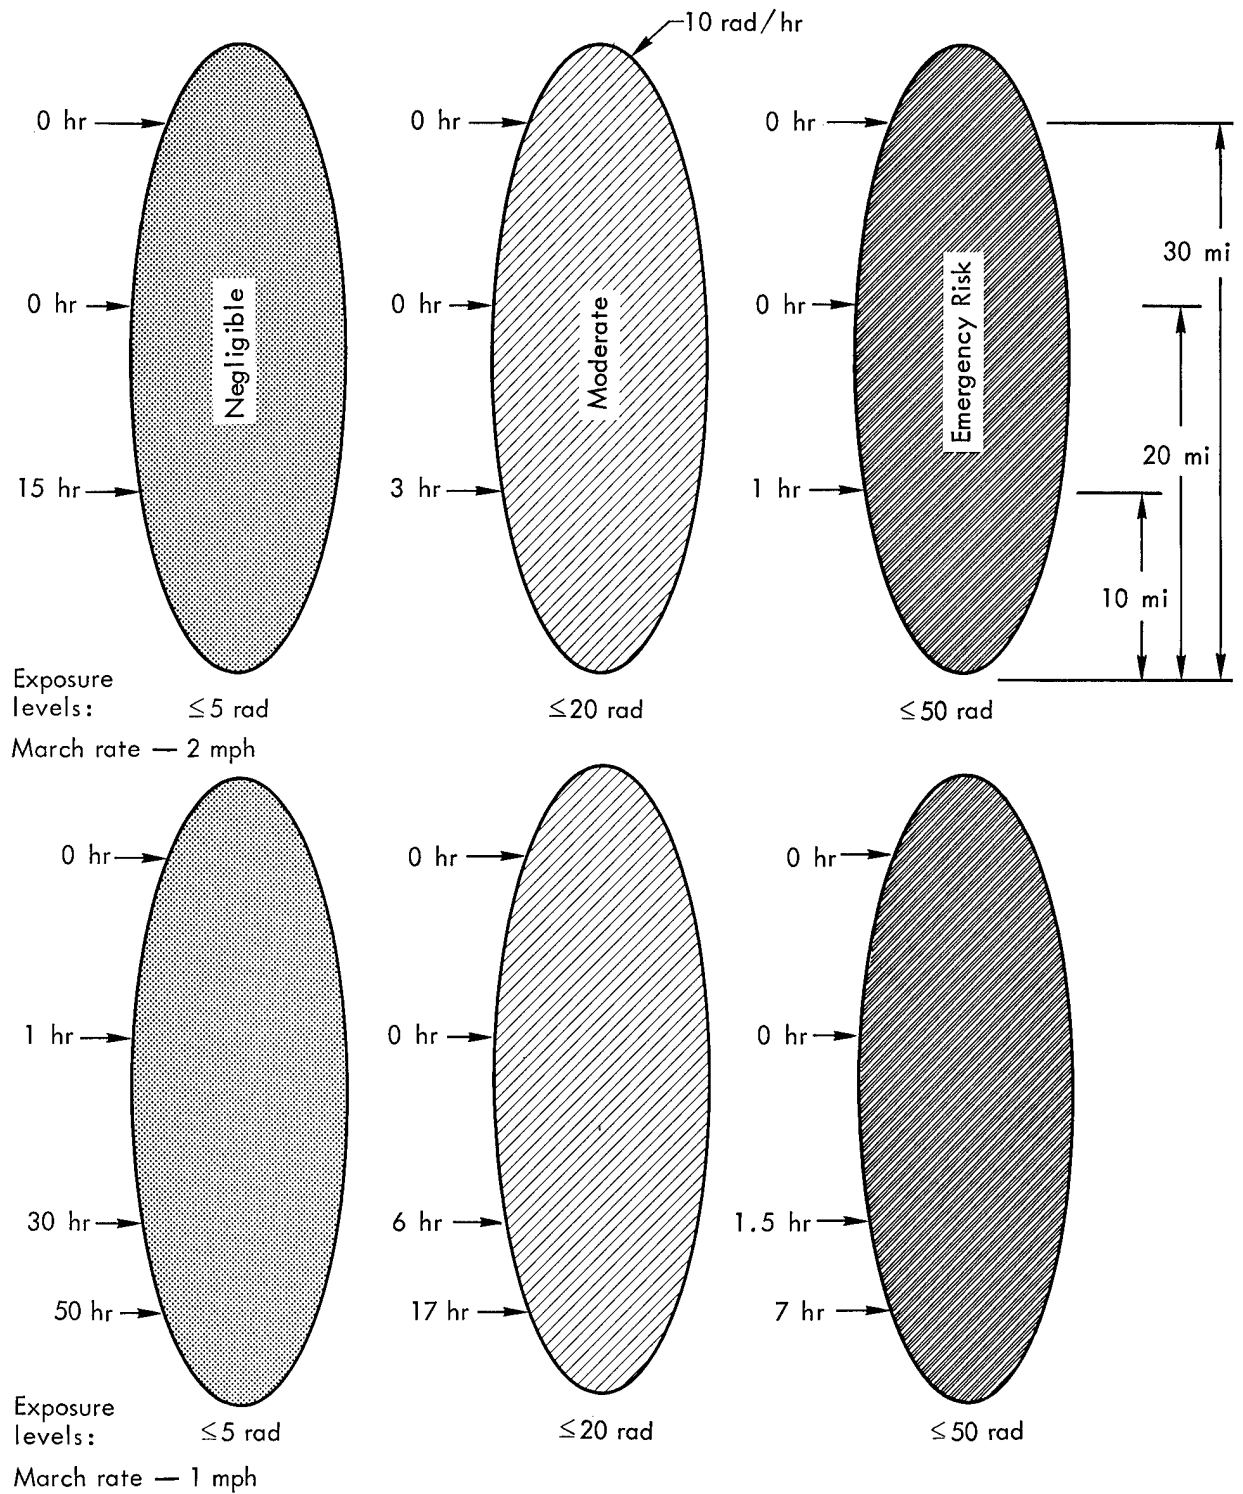 10 rad/hr
0 hr
0 hr
0 hr
30 mi
0 hr
0 hr
0 hr
Negligible
Moderate
Emergency Risk
20 mi
15 hr
3 hr
1 hr
10 mi
Exposure
levels:
≤5 rad
≤20 rad
≤50 rad
March rate — 2 mph
0 hr
0 hr
0 hr
1 hr
0 hr
0 hr
30 hr
6 hr
1.5 hr
50 hr
17 hr
7 hr
Exposure
levels:
≤5 rad
≤20 rad
≤50 rad
March rate — 1 mph